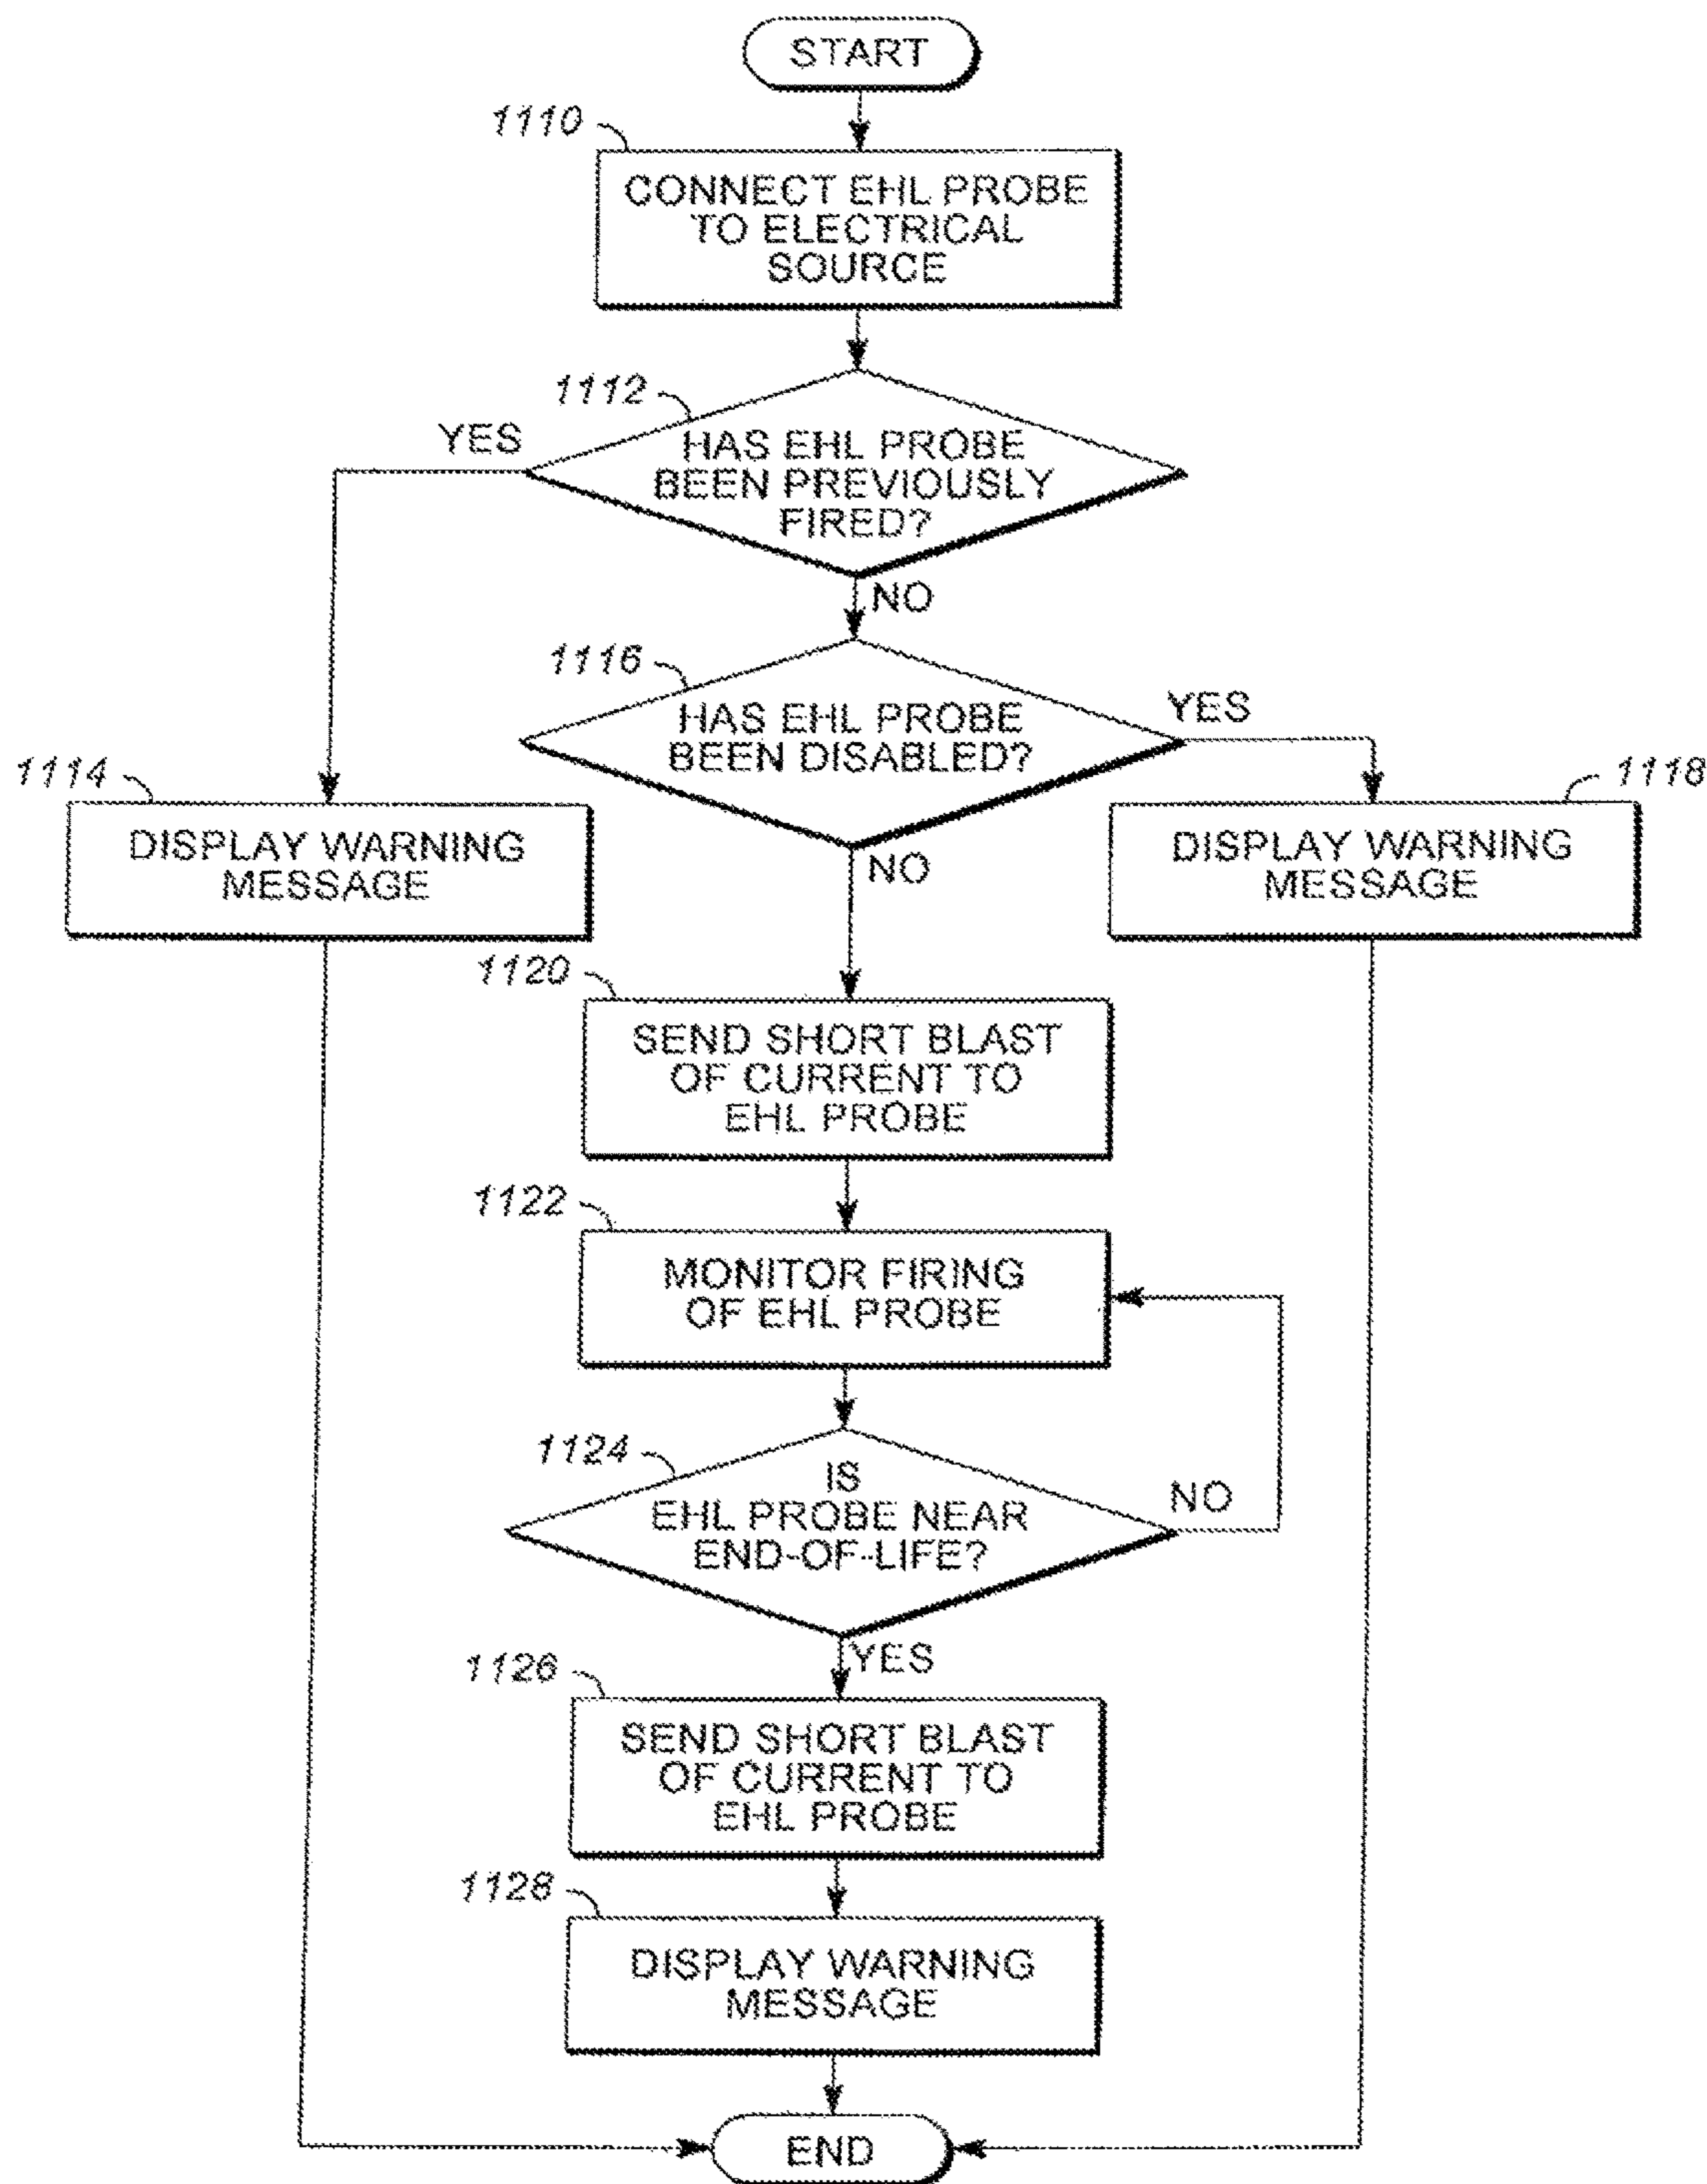 START
1110
CONNECT EHL PROBE
TO ELECTRICAL
SOURCE
1112
HAS EHL PROBE
BEEN PREVIOUSLY
FIRED?
YES
NO
1116
HAS EHL PROBE
BEEN DISABLED?
YES
NO
1114
DISPLAY WARNING
MESSAGE
1118
DISPLAY WARNING
MESSAGE
1120
SEND SHORT BLAST
OF CURRENT TO
EHL PROBE
1122
MONITOR FIRING
OF EHL PROBE
1124
IS
EHL PROBE NEAR
END-OF-LIFE?
NO
YES
1126
SEND SHORT BLAST
OF CURRENT TO
EHL PROBE
1128
DISPLAY WARNING
MESSAGE
END